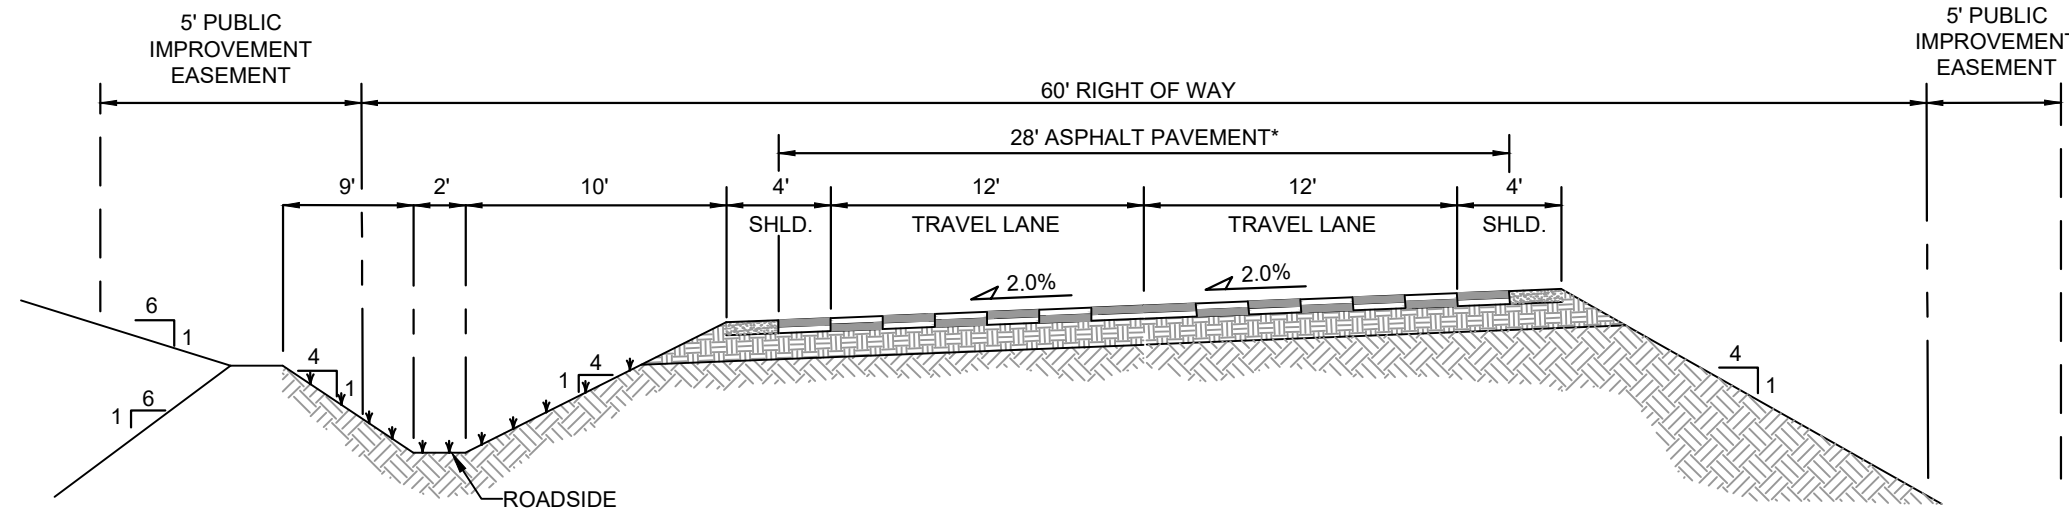 5' PUBLIC
IMPROVEMENT
EASEMENT
5' PUBLIC
IMPROVEMENT
EASEMENT
60' RIGHT OF WAY
28' ASPHALT PAVEMENT*
9'
2'
10'
4'
12'
12'
4'
SHLD.
TRAVEL LANE
TRAVEL LANE
SHLD.
2.0%
2.0%
6
1
4
1
1
4
4
1
6
1
ROADSIDE